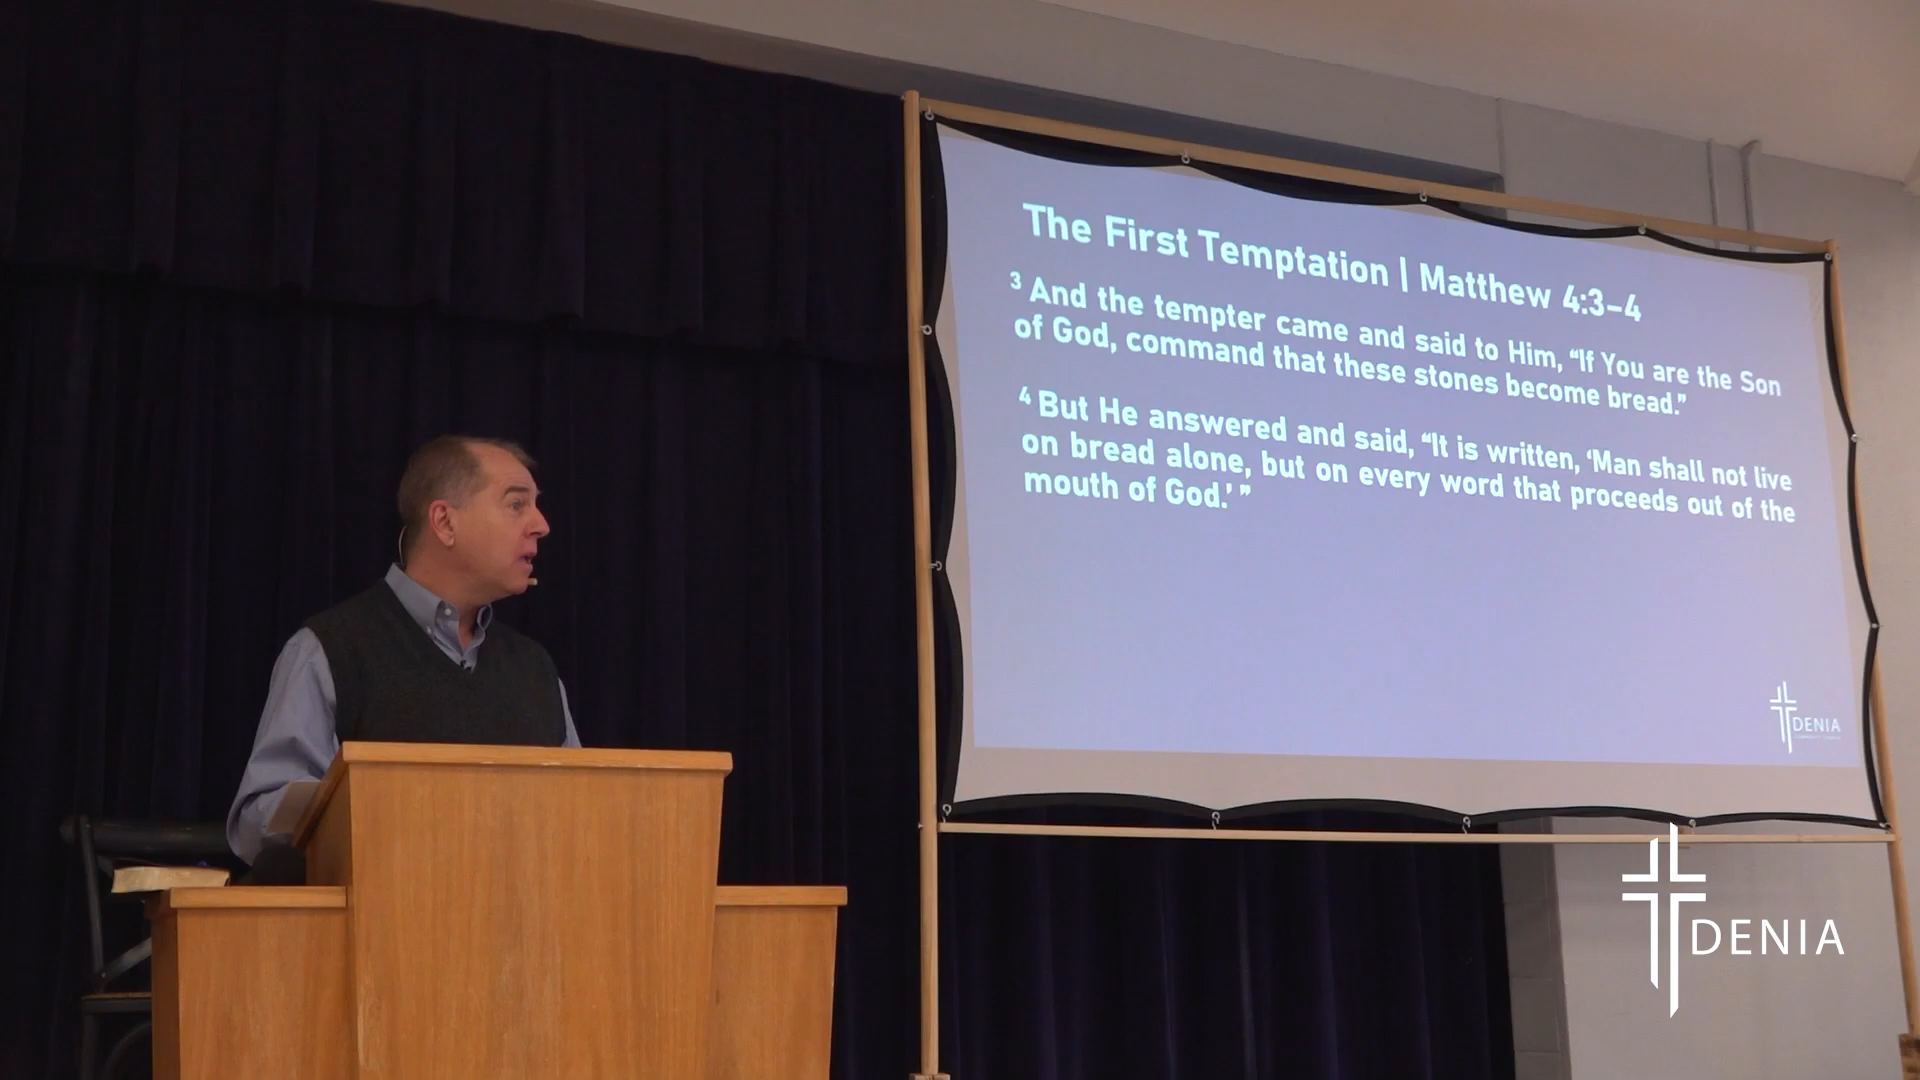 The First Temptation | Matthew 4:3–4
3 And the tempter came and said to Him, “If You are the Son
of God, command that these stones become bread.”
4 But He answered and said, “It is written, ‘Man shall not live
on bread alone, but on every word that proceeds out of the
mouth of God.’ ”
DENIA
DENIA